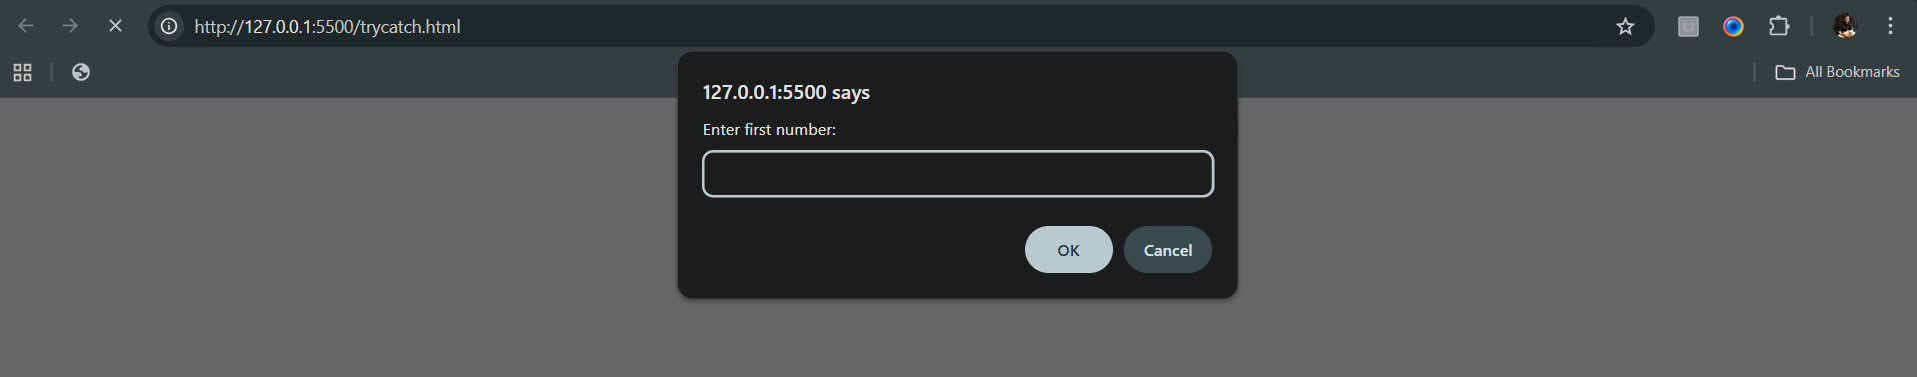 http://127.0.0.1:5500/trycatch.html
All Bookmarks
127.0.0.1:5500 says
Enter first number:
OK
Cancel